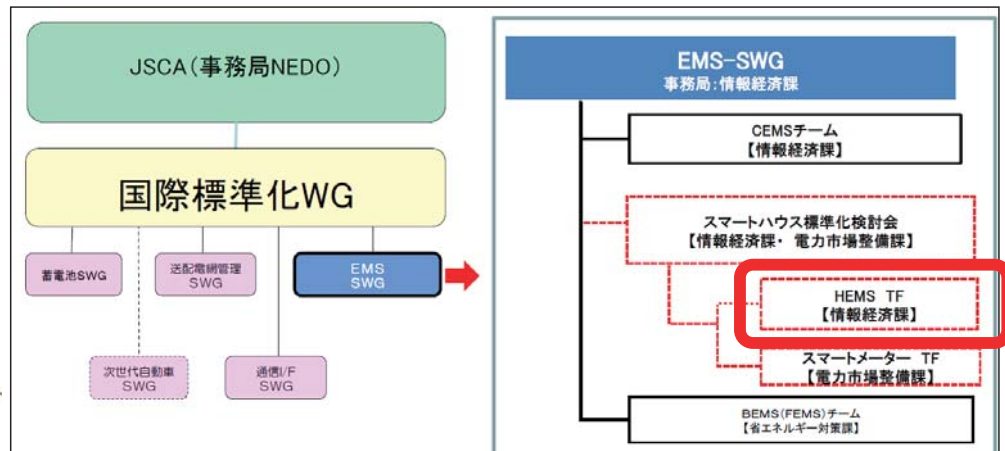 JSCA(事務局NEDO)
国際標準化WG
蓄電池SWG
送配電網管理
SWG
EMS
SWG
次世代自動車
SWG
通信I/F
SWG
EMS-SWG
事務局:情報経済課
CEMSチーム
【情報経済課】
スマートハウス標準化検討会
【情報経済課・ 電力市場整備課】
HEMS TF
【情報経済課】
スマートメーター TF
【電力市場整備課】
BEMS(FEMS)チーム
【省エネルギー対策課】